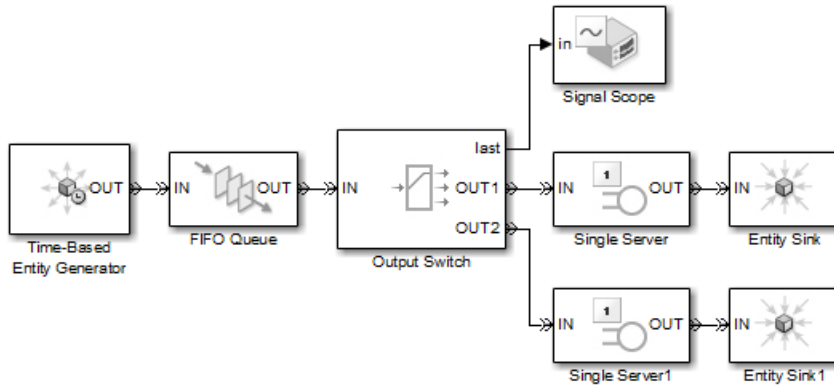 in
Signal Scope
last
OUT
IN
OUT
IN
OUT1
OUT2
IN
OUT
IN
Time-Based
Entity Generator
FIFO Queue
Output Switch
Single Server
Entity Sink
1
1
IN
OUT
IN
Single Server1
Entity Sink1